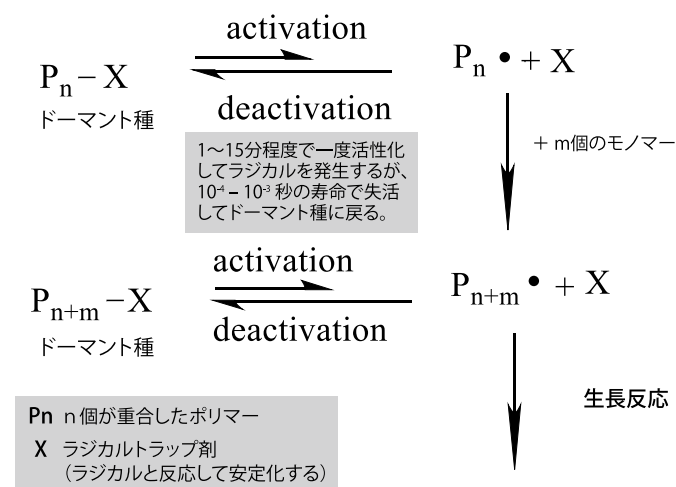 activation
Pn − X
Pn • + X
ドーマント種
deactivation
1～15分程度で一度活性化
してラジカルを発生するが、
10-4 – 10-3 秒の寿命で失活
してドーマント種に戻る。
+ m個のモノマー
activation
Pn+m −X
Pn+m • + X
ドーマント種
deactivation
生長反応
Pn n個が重合したポリマー
X ラジカルトラップ剤
（ラジカルと反応して安定化する）